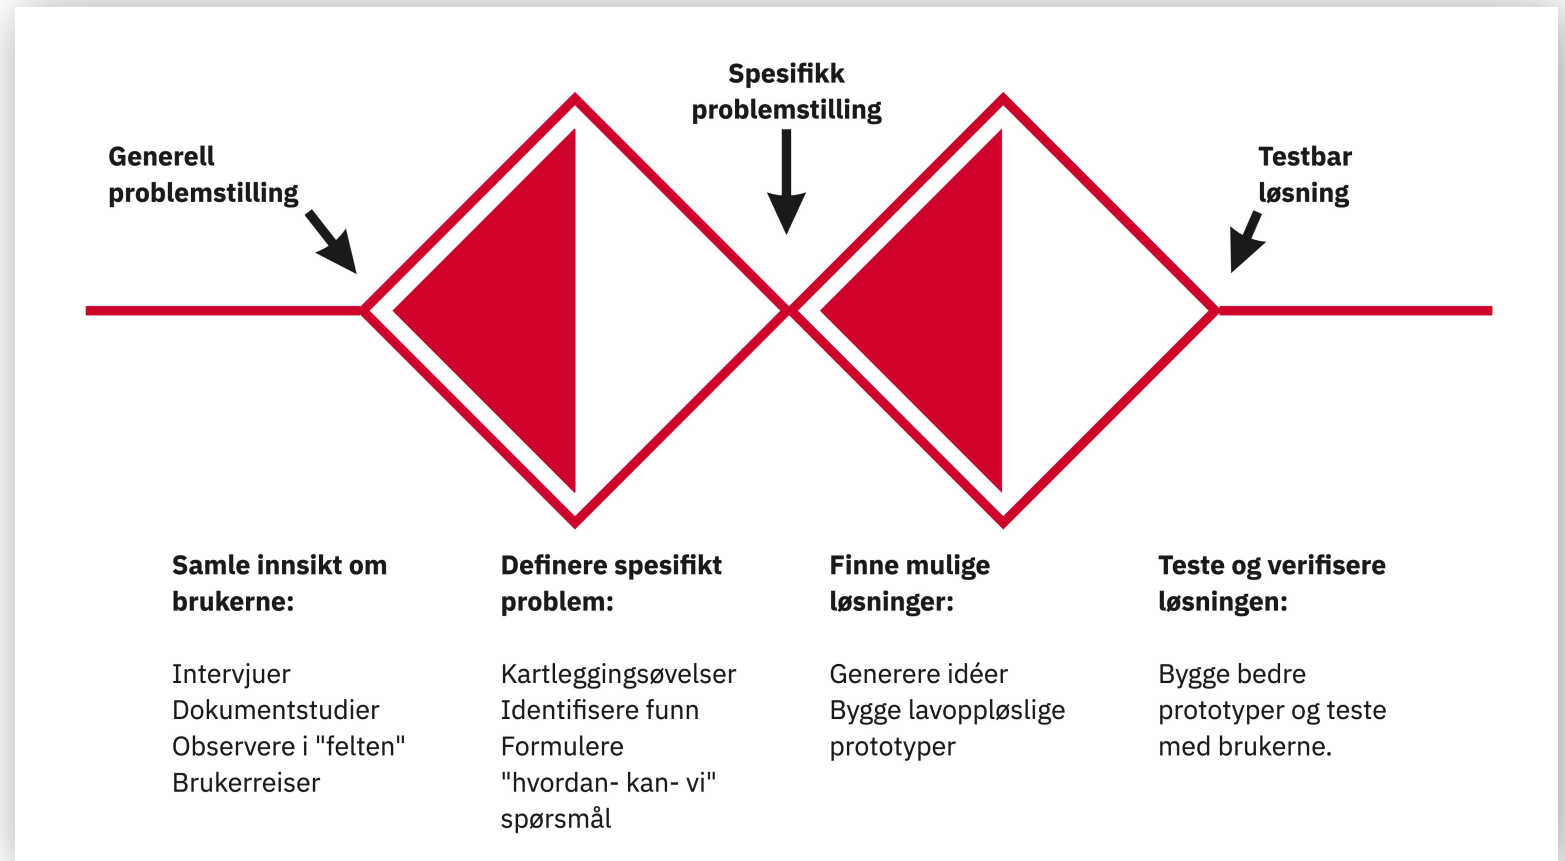 Spesifikk
problemstilling
Generell
problemstilling
Testbar
løsning
Samle innsikt om
brukerne:
Intervjuer
Dokumentstudier
Observere i "felten"
Brukerreiser
Definere spesifikt
problem:
Kartleggingsøvelser
Identifisere funn
Formulere
"hvordan- kan- vi"
spørsmål
Finne mulige
løsninger:
Generere idéer
Bygge lavoppløslige
prototyper
Teste og verifisere
løsningen:
Bygge bedre
prototyper og teste
med brukerne.